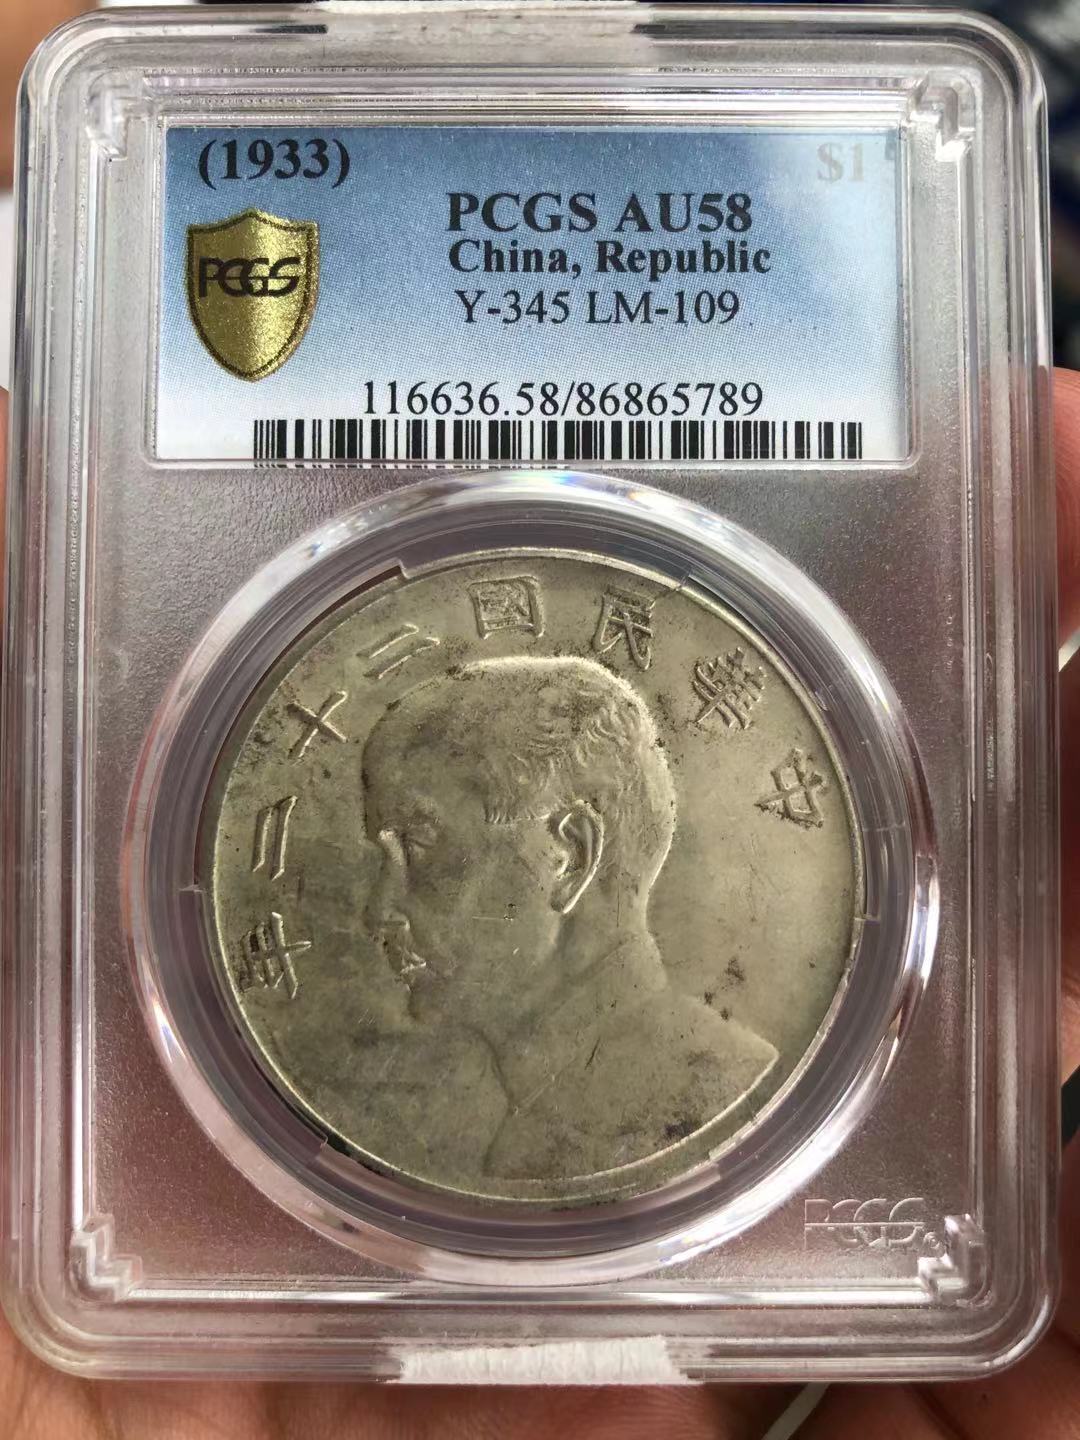 (1933)
$1
PCGS AU58
China, Republic
PCGS
Y-345 LM-109
116636.58/86865789
中華民國二十二年
PCGS